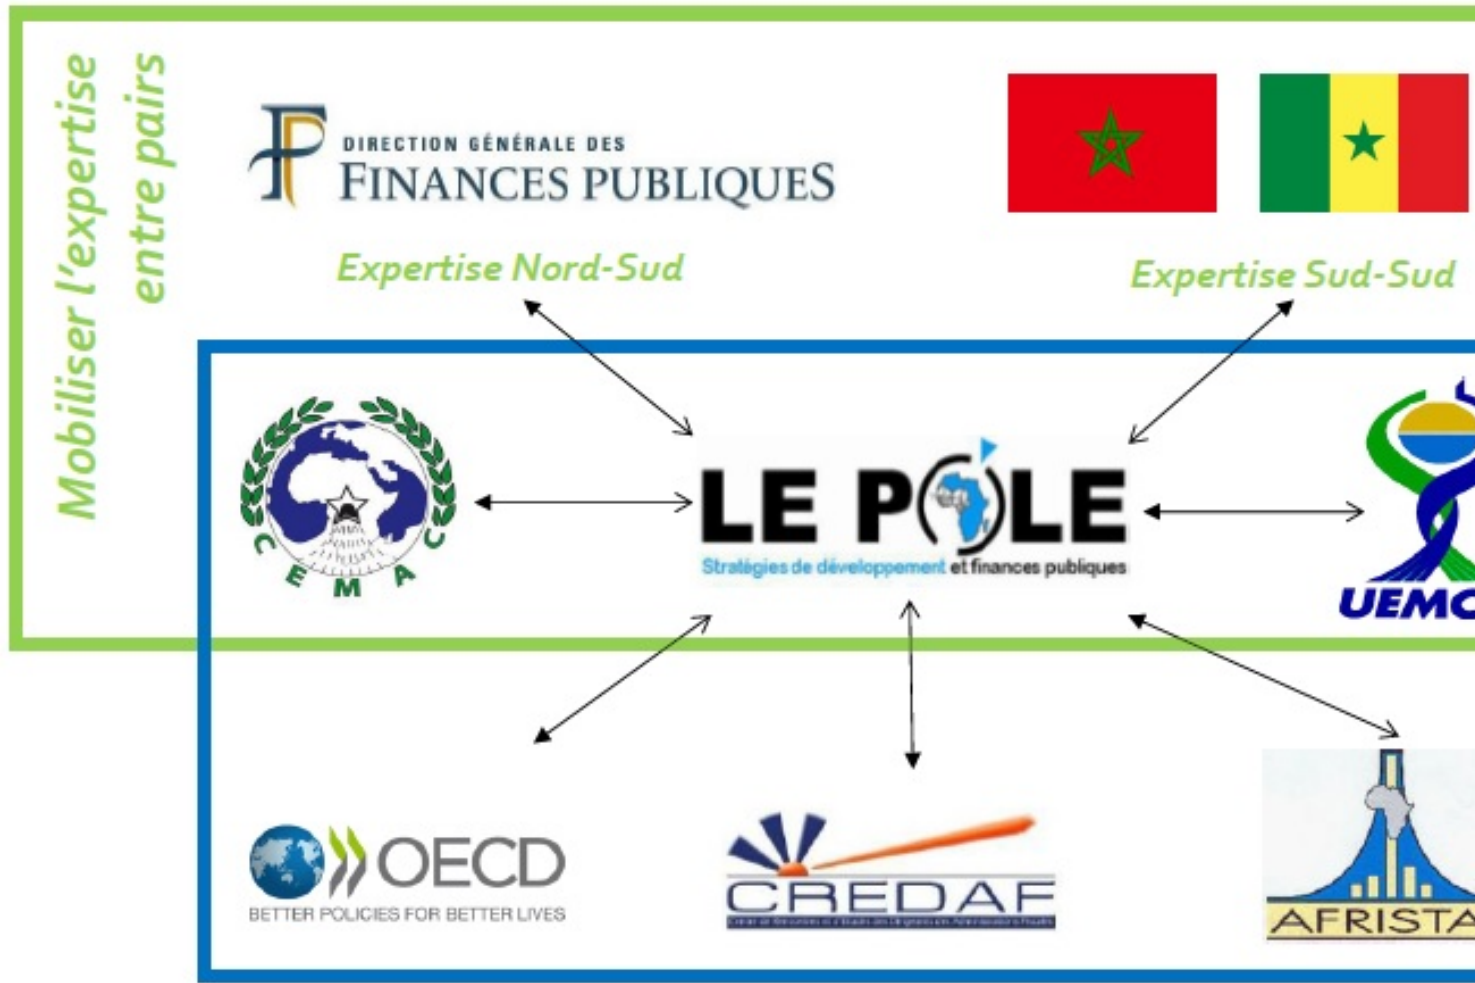 Mobiliser l'expertise
entre pairs
DIRECTION GÉNÉRALE DES
FINANCES PUBLIQUES
Expertise Nord-Sud
Expertise Sud-Sud
CEMAC
LE PÔLE
Stratégies de développement et finances publiques
UEMO
OECD
BETTER POLICIES FOR BETTER LIVES
CREDAF
AFRISTA